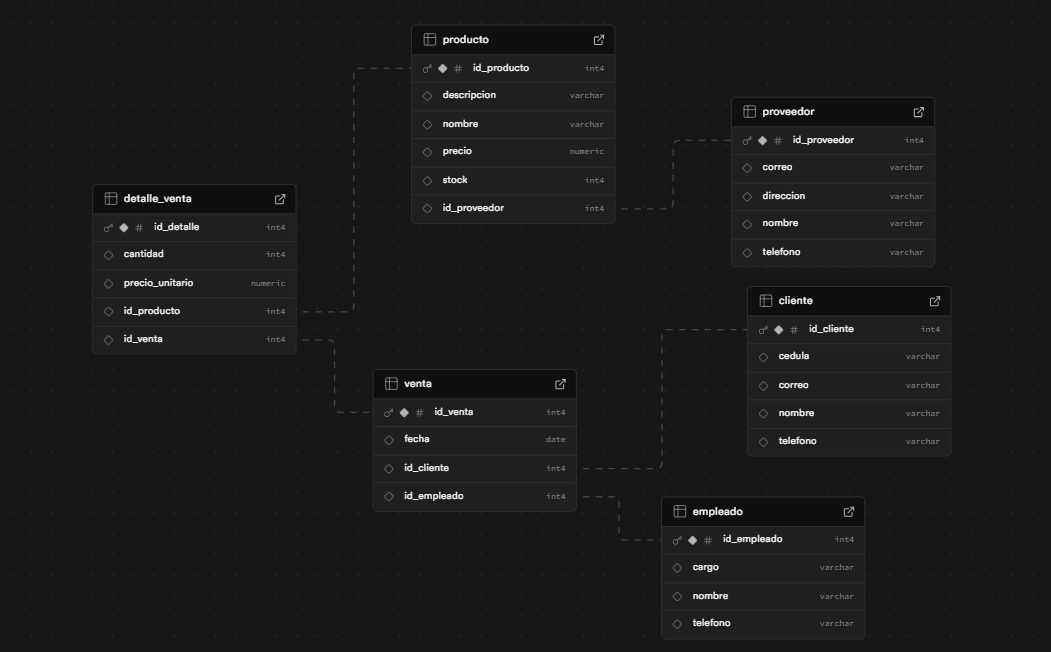 producto
id_producto int4
descripcion varchar
nombre varchar
precio numeric
stock int4
id_proveedor int4
proveedor
id_proveedor int4
correo varchar
direccion varchar
nombre varchar
telefono varchar
detalle_venta
id_detalle int4
cantidad int4
precio_unitario numeric
id_producto int4
id_venta int4
cliente
id_cliente int4
cedula varchar
correo varchar
nombre varchar
telefono varchar
venta
id_venta int4
fecha date
id_cliente int4
id_empleado int4
empleado
id_empleado int4
cargo varchar
nombre varchar
telefono varchar